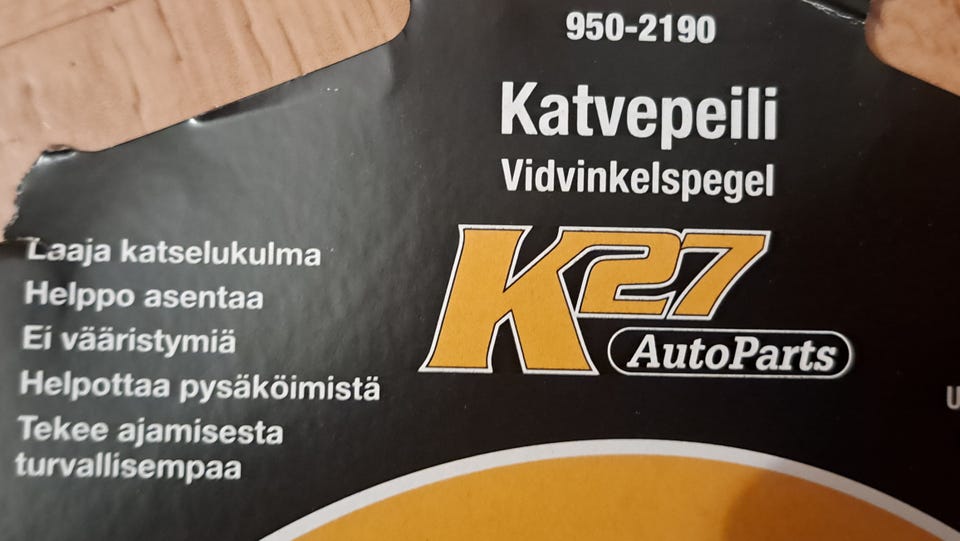 950-2190
Katvepeili
Vidvinkelspegel
K27
AutoParts
Laaja katselukulma
Helppo asentaa
Ei vääristymiä
Helpottaa pysäköimistä
Tekee ajamisesta
turvallisempaa
U